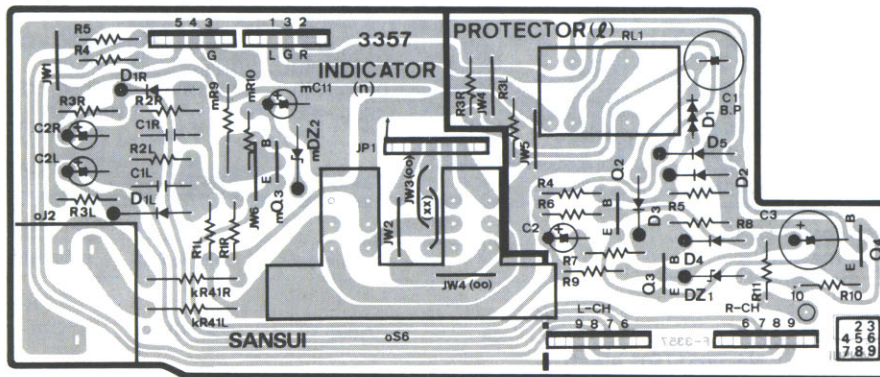 R5
R4
JW1
5 4 3
G
1 3 2
L G R
3357
INDICATOR
(n)
PROTECTOR(ℓ)
RL1
C1
B.P
D1R
R3R
R2R
C2R
C1R
C2L
R2L
C1L
D1L
R3L
oJ2
mR9
mR10
mC11
mDZ2
B
E
mQ3
JW6
R1L
R1R
kR41R
kR41L
SANSUI
oS6
JP1
JW2
JW3(oo)
(xx)
JW4(oo)
R3R
JW4
R3L
JW5
D1
D5
D2
Q2
R4
R6
B
E
C2
R7
R9
D3
R5
R8
C3
B
E
Q4
D4
B
E
Q3
DZ1
R11
10
R10
L-CH
9 8 7 6
R-CH
6 7 8 9
F-3357
2 3
4 5 6
7 8 9